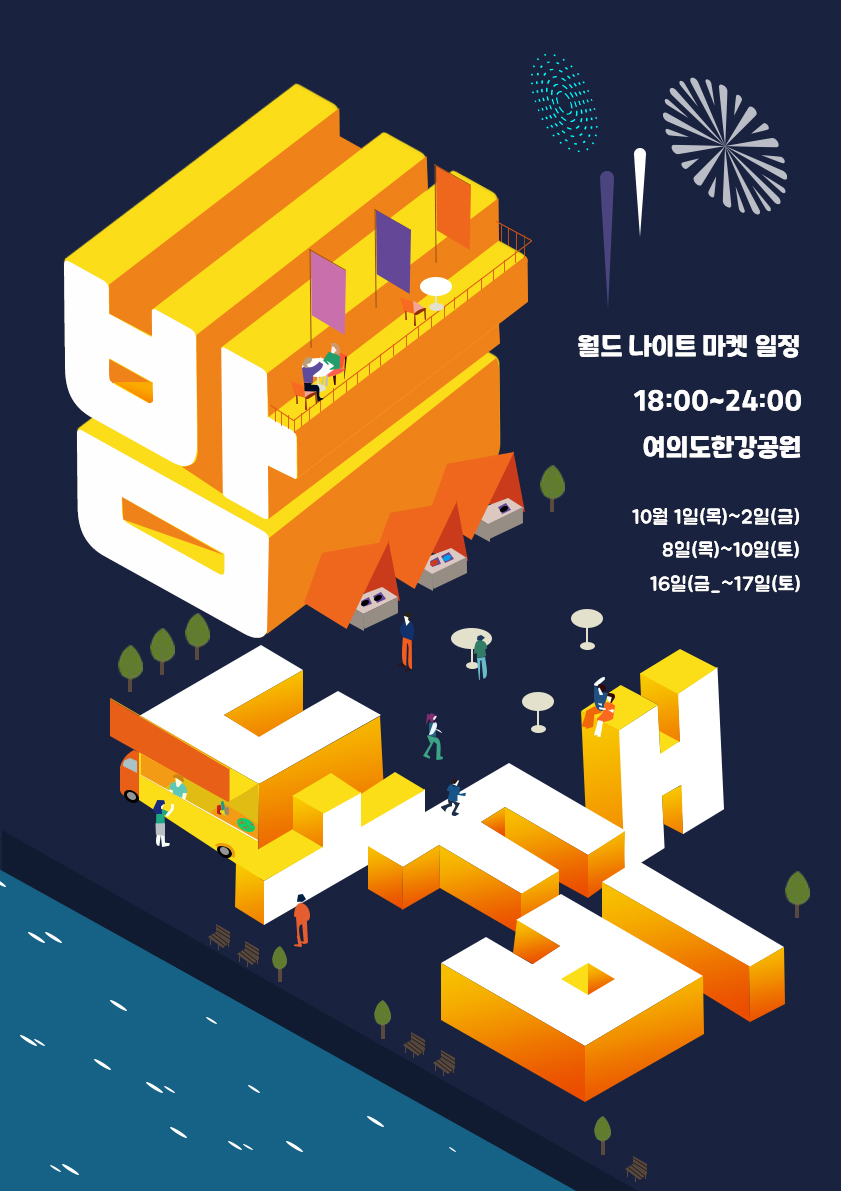 밤
도깨비
월드 나이트 마켓 일정
18:00~24:00
여의도한강공원
10월 1일(목)~2일(금)
8일(목)~10일(토)
16일(금_~17일(토)